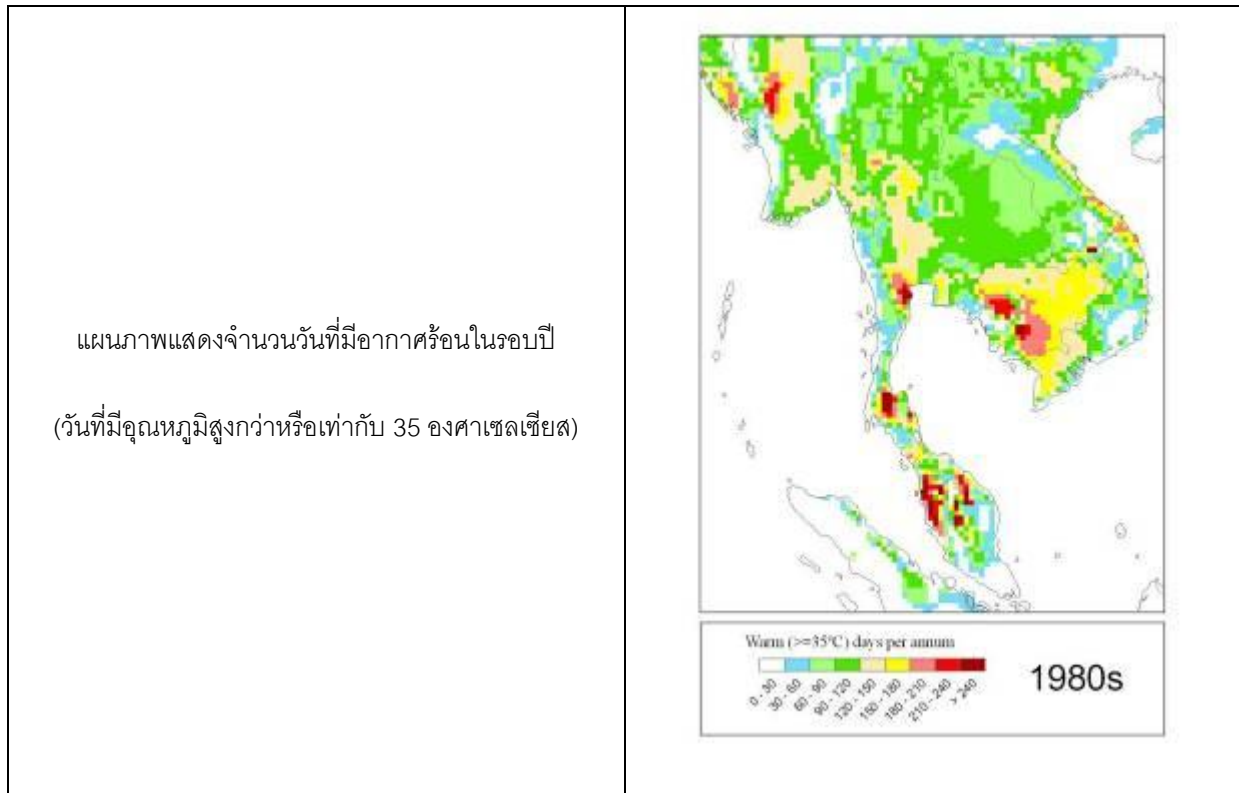 แผนภาพแสดงจำนวนวันที่มีอากาศร้อนในรอบปี
(วันที่มีอุณหภูมิสูงกว่าหรือเท่ากับ 35 องศาเซลเซียส)
Warm (>=35°C) days per annum
0 - 30
30 - 60
60 - 90
90 - 120
120 - 150
150 - 180
180 - 210
210 - 240
> 240
1980s